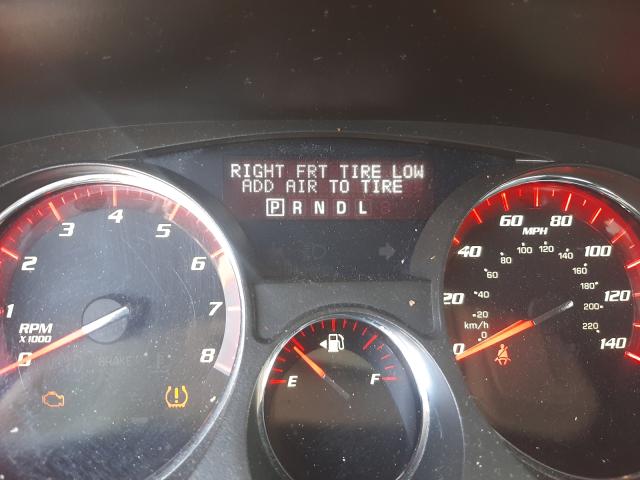 RIGHT FRT TIRE LOW
ADD AIR TO TIRE
P R N D L
0 1 2 3 4 5 6 7 8
RPM
X 1000
E F
0 20 40 60 80 100 120 140
MPH
0 20 40 60 80 100 120 140 160 180 200 220
km/h